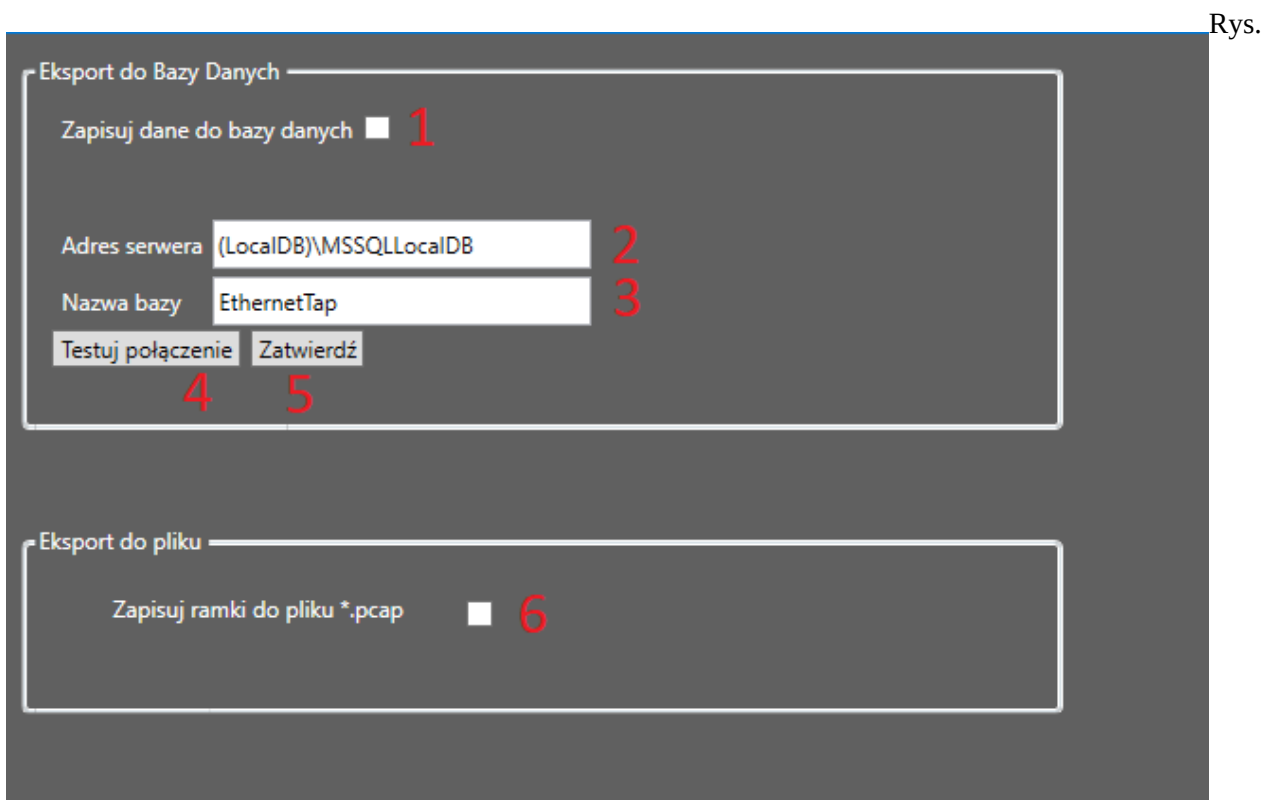 Rys.
Eksport do Bazy Danych
Zapisuj dane do bazy danych 1
Adres serwera (LocalDB)\MSSQLLocalDB 2
Nazwa bazy EthernetTap 3
Testuj połączenie Zatwierdź
4 5
Eksport do pliku
Zapisuj ramki do pliku *.pcap 6